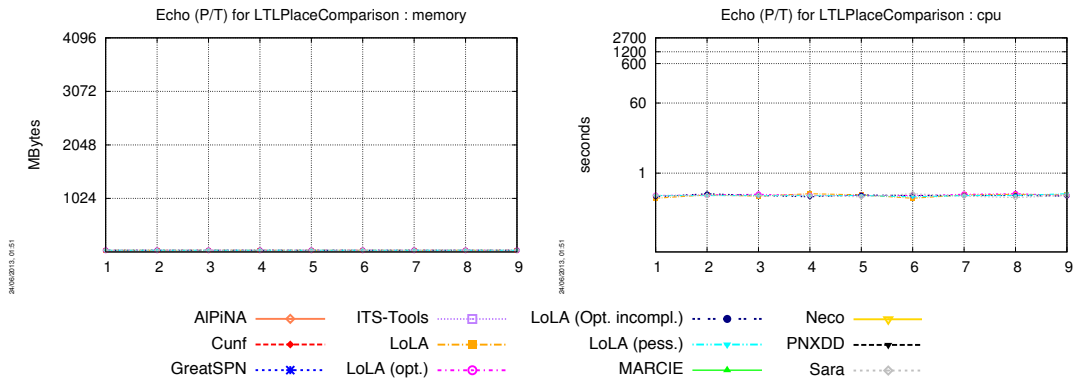 Echo (P/T) for LTLPlaceComparison : memory
4096
3072
2048
1024
MBytes
1 2 3 4 5 6 7 8 9
24/06/2013, 01:51
Echo (P/T) for LTLPlaceComparison : cpu
2700
1200
600
60
1
seconds
1 2 3 4 5 6 7 8 9
24/06/2013, 01:51
AlPiNA ITS-Tools LoLA (Opt. incompl.) Neco
Cunf LoLA LoLA (pess.) PNXDD
GreatSPN LoLA (opt.) MARCIE Sara